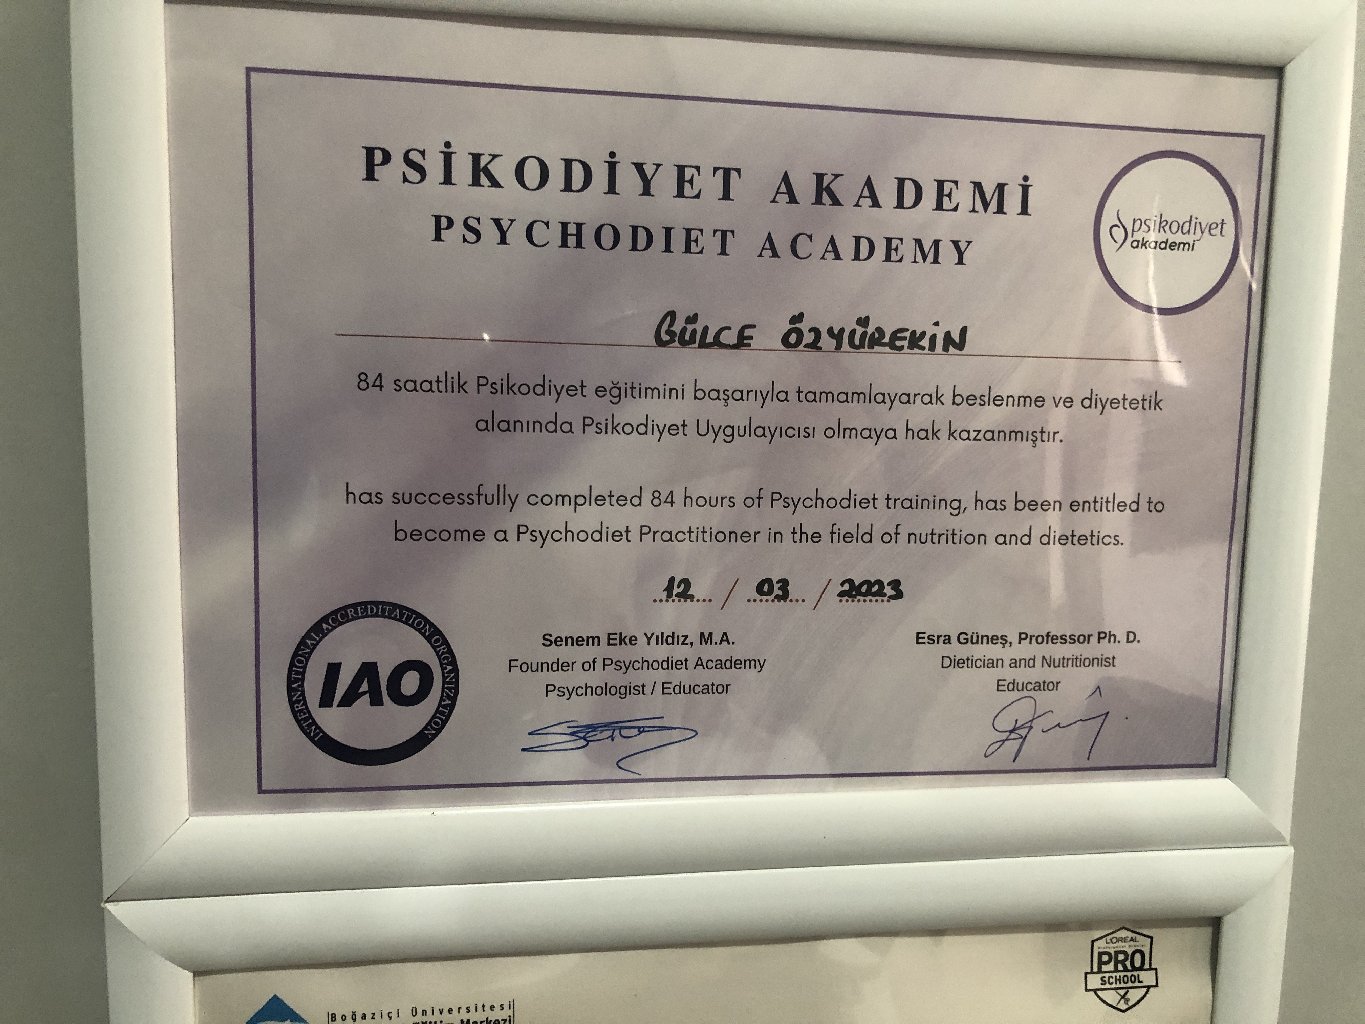 PSİKODİYET AKADEMİ
PSYCHODIET ACADEMY
psikodiyet
akademi
GÜLCE ÖZYÜREKİN
84 saatlik Psikodiyet eğitimini başarıyla tamamlayarak beslenme ve diyetetik
alanında Psikodiyet Uygulayıcısı olmaya hak kazanmıştır.
has successfully completed 84 hours of Psychodiet training, has been entitled to
become a Psychodiet Practitioner in the field of nutrition and dietetics.
12 / 03 / 2023
INTERNATIONAL ACCREDITATION ORGANIZATION
IAO
Senem Eke Yıldız, M.A.
Founder of Psychodiet Academy
Psychologist / Educator
Esra Güneş, Professor Ph. D.
Dietician and Nutritionist
Educator
L'ORÉAL
PRO
SCHOOL
Boğaziçi Üniversitesi
Merkezi